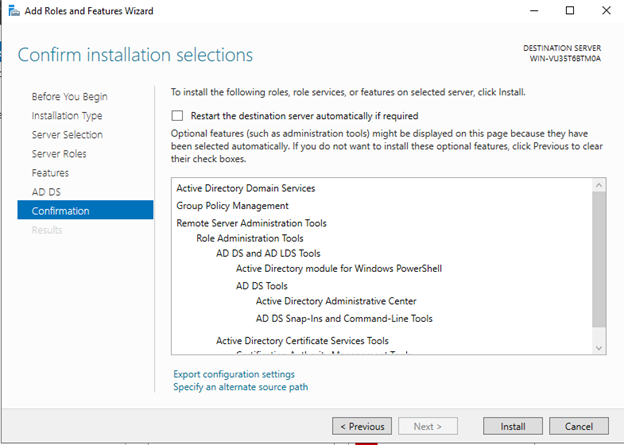 Add Roles and Features Wizard
Confirm installation selections
DESTINATION SERVER
WIN-VU35T6BTM0A
Before You Begin
Installation Type
Server Selection
Server Roles
Features
AD DS
Confirmation
Results
To install the following roles, role services, or features on selected server, click Install.
Restart the destination server automatically if required
Optional features (such as administration tools) might be displayed on this page because they have
been selected automatically. If you do not want to install these optional features, click Previous to clear
their check boxes.
Active Directory Domain Services
Group Policy Management
Remote Server Administration Tools
Role Administration Tools
AD DS and AD LDS Tools
Active Directory module for Windows PowerShell
AD DS Tools
Active Directory Administrative Center
AD DS Snap-Ins and Command-Line Tools
Active Directory Certificate Services Tools
Certification Authority Management Tools
Export configuration settings
Specify an alternate source path
< Previous
Next >
Install
Cancel